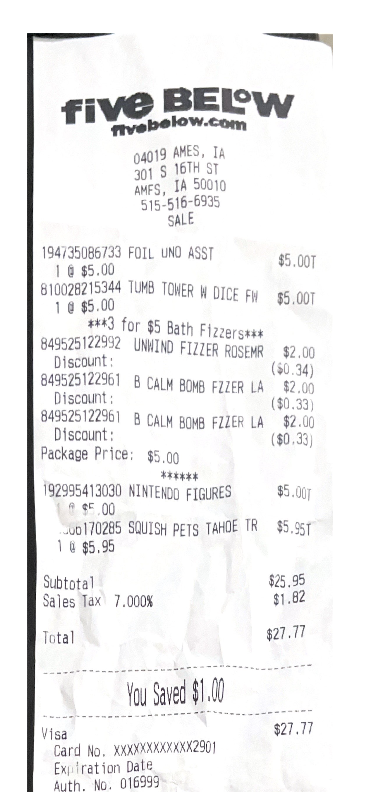 five BELOW
fivebelow.com
04019 AMES, IA
301 S 16TH ST
AMES, IA 50010
515-516-6935
SALE
194735086733 FOIL UNO ASST $5.00T
1 @ $5.00
810028215344 TUMB TOWER W DICE FW $5.00T
1 @ $5.00
***3 for $5 Bath Fizzers***
849525122992 UNWIND FIZZER ROSEMR $2.00
Discount: ($0.34)
849525122961 B CALM BOMB FZZER LA $2.00
Discount: ($0.33)
849525122961 B CALM BOMB FZZER LA $2.00
Discount: ($0.33)
Package Price: $5.00
******
192995413030 NINTENDO FIGURES $5.00T
1 @ $5.00
SQUISH PETS TAHOE TR $5.95T
1 @ $5.95
Subtotal $25.95
Sales Tax 7.000% $1.82
Total $27.77
You Saved $1.00
Visa $27.77
Card No. XXXXXXXXXXXX2901
Expiration Date
Auth. No. 016999